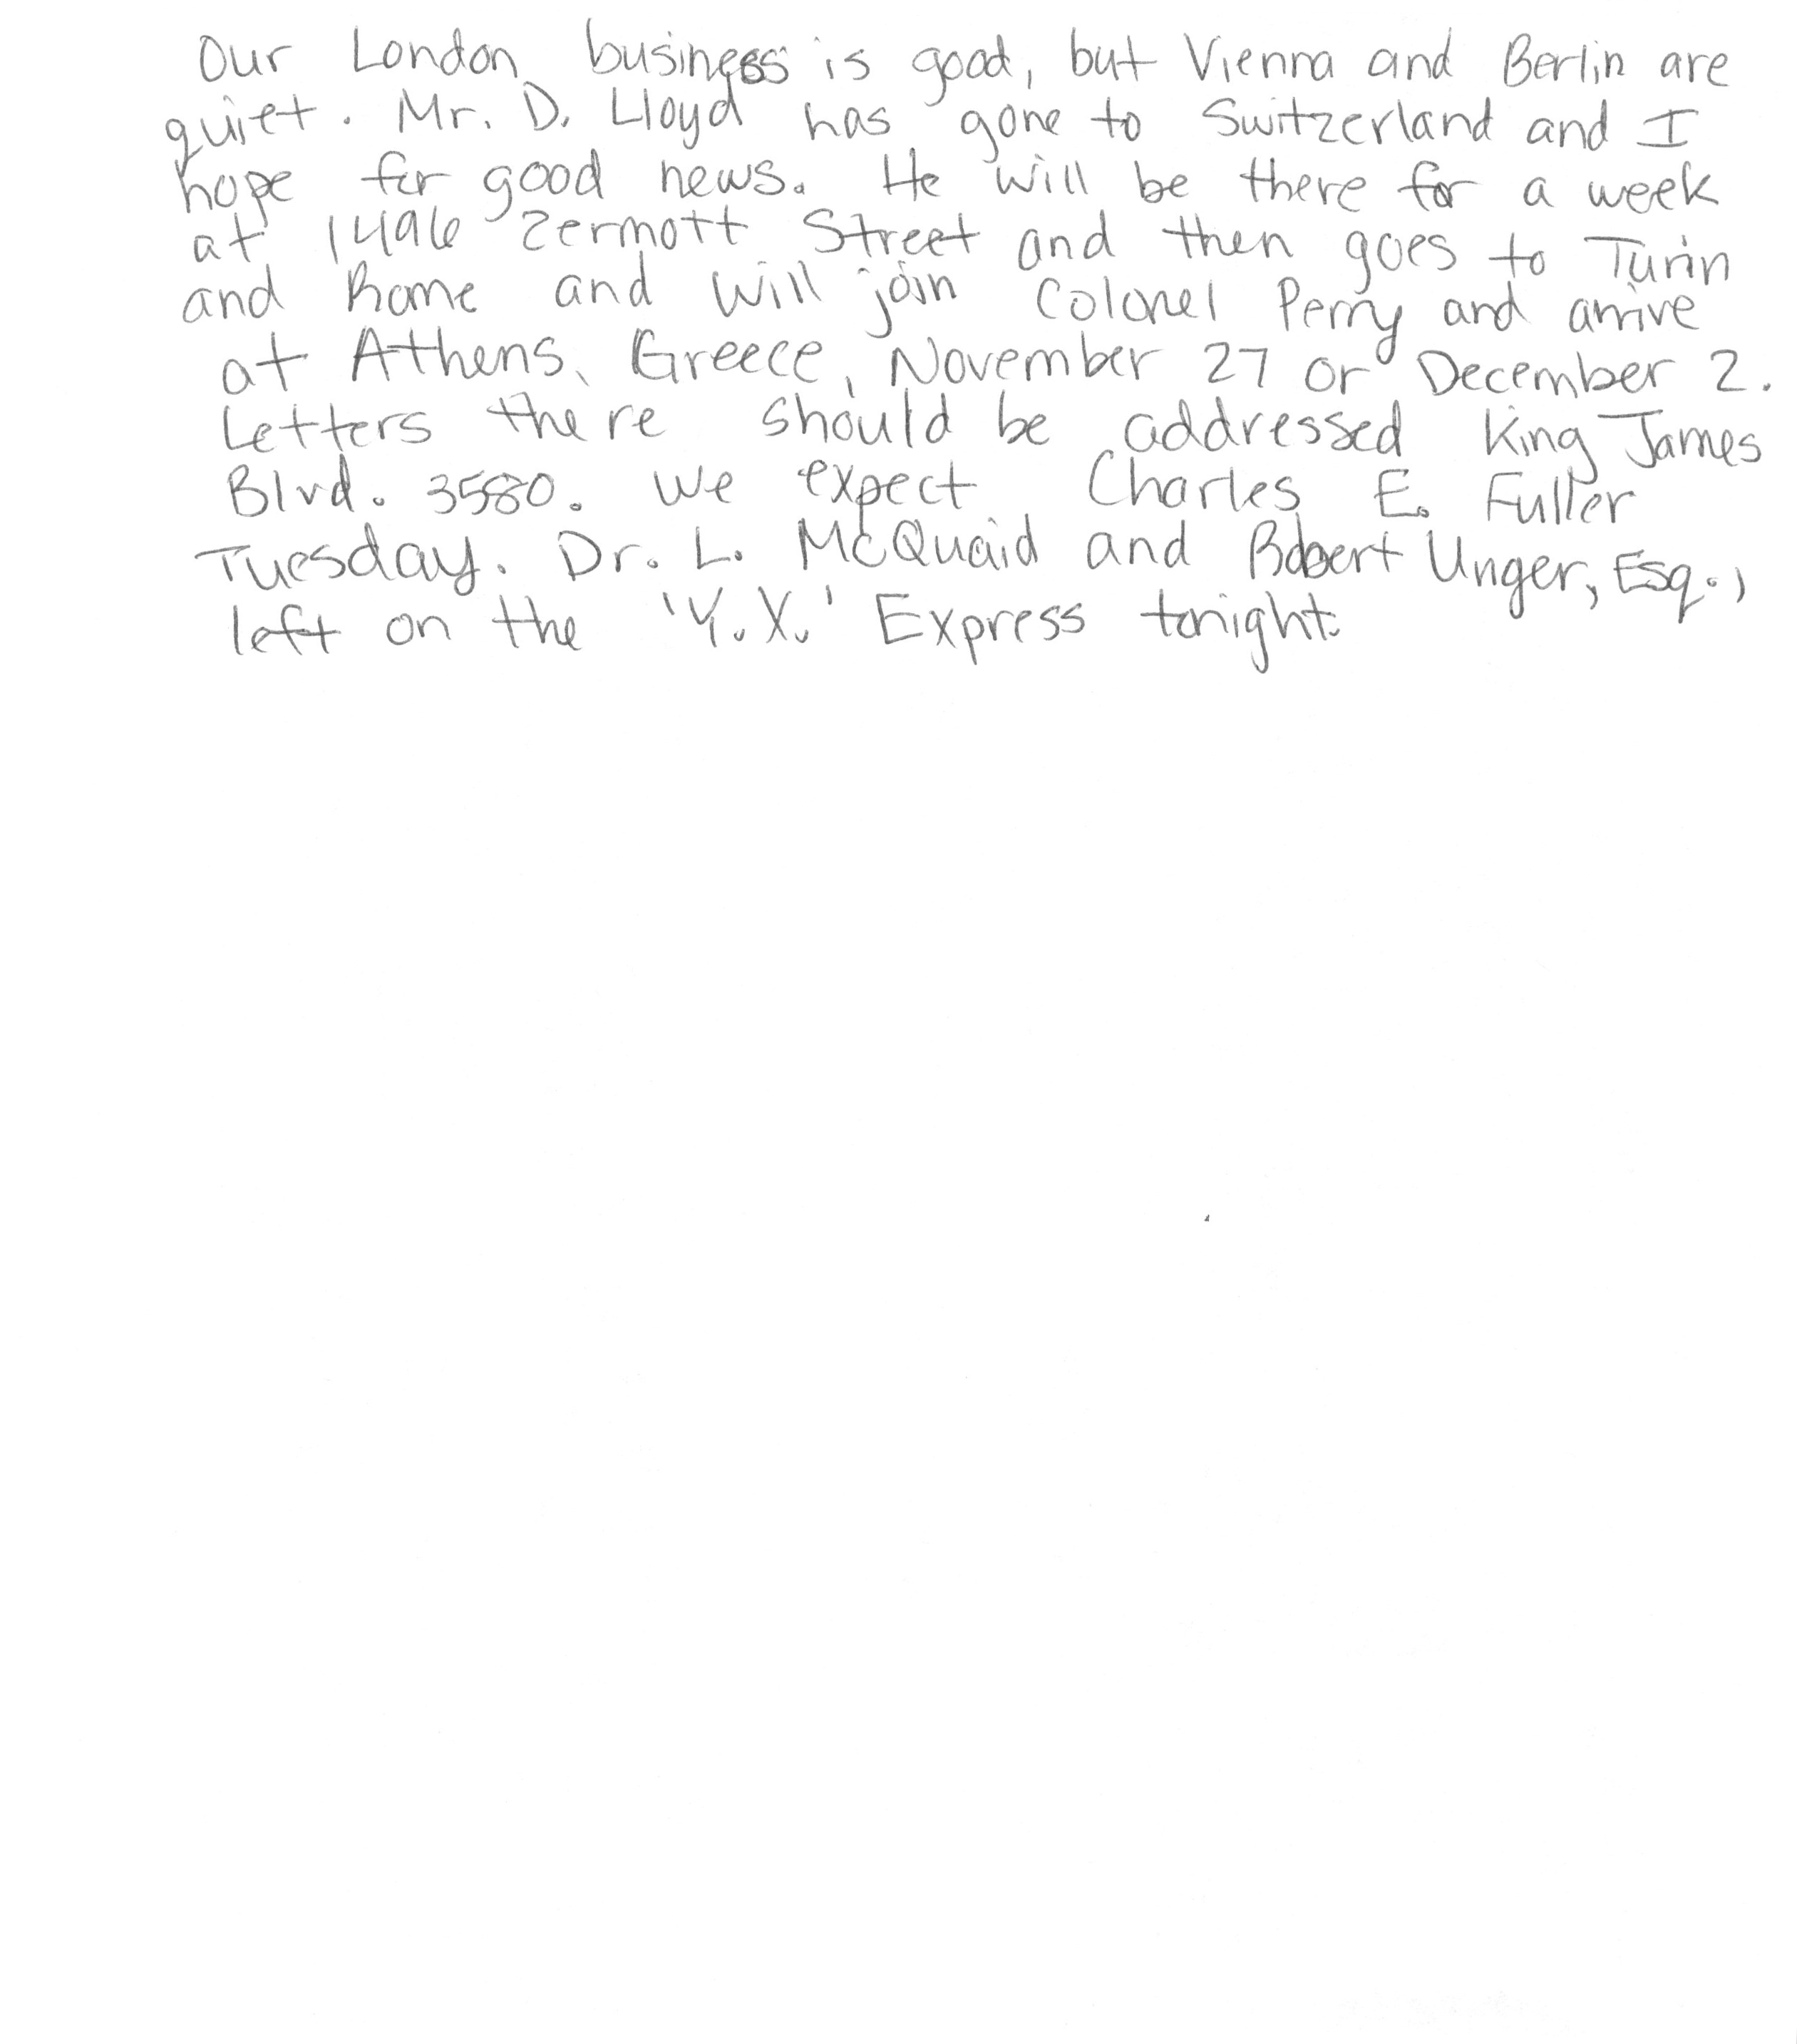 Our London business is good, but Vienna and Berlin are
quiet. Mr. D. Lloyd has gone to Switzerland and I
hope for good news. He will be there for a week
at 1496 Zermott Street and then goes to Turin
and Rome and will join Colonel Perry and arrive
at Athens, Greece, November 27 or December 2.
Letters there should be addressed King James
Blvd. 3580. We expect Charles E. Fuller
Tuesday. Dr. L. McQuaid and Robert Unger, Esq.,
left on the 'Y.X.' Express tonight.